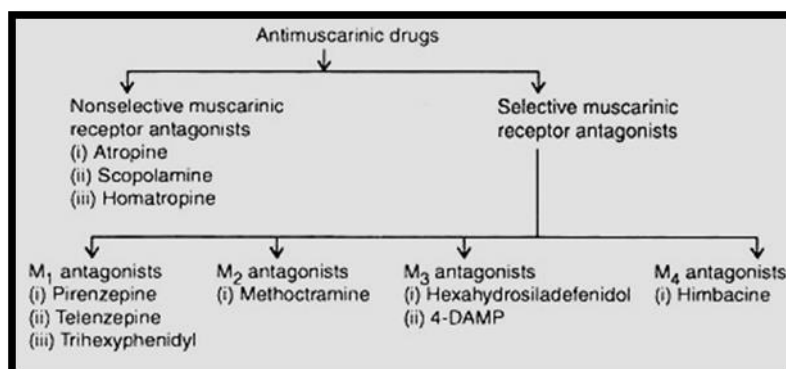 Antimuscarinic drugs
Nonselective muscarinic
receptor antagonists
(i) Atropine
(ii) Scopolamine
(iii) Homatropine
Selective muscarinic
receptor antagonists
M₁ antagonists
(i) Pirenzepine
(ii) Telenzepine
(iii) Trihexyphenidyl
M₂ antagonists
(i) Methoctramine
M₃ antagonists
(i) Hexahydrosiladefenidol
(ii) 4-DAMP
M₄ antagonists
(i) Himbacine